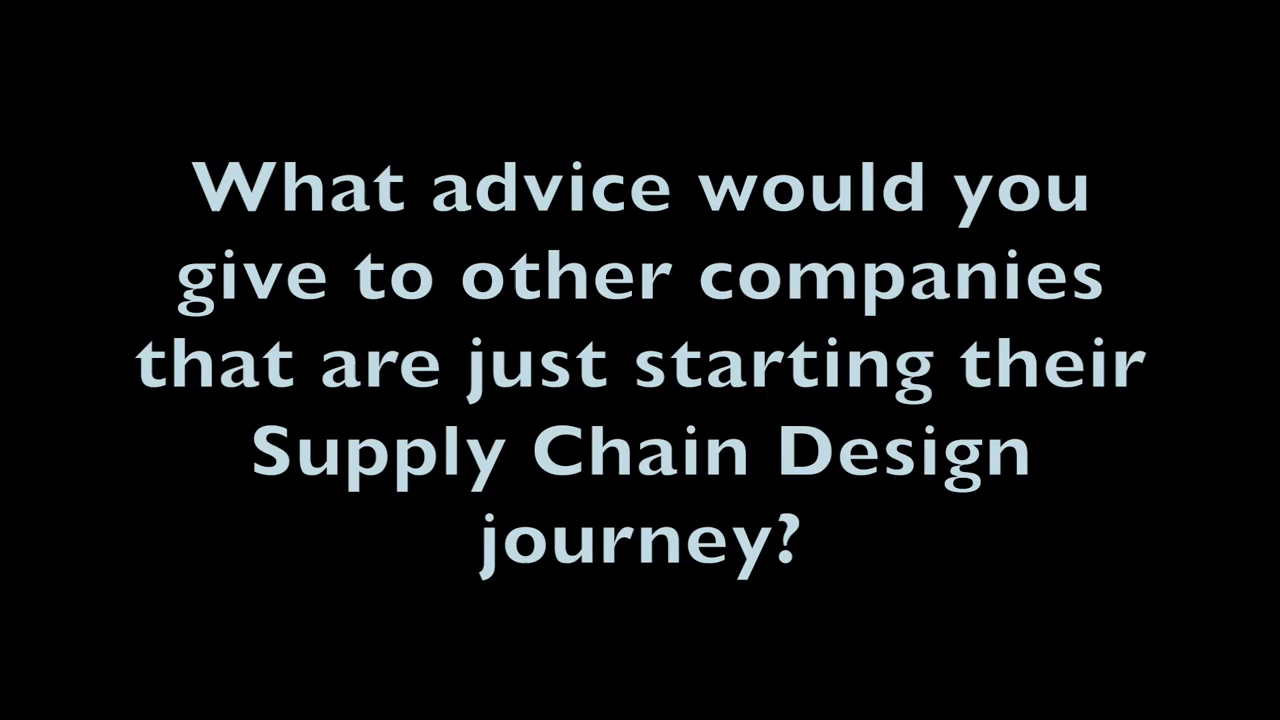 What advice would you
give to other companies
that are just starting their
Supply Chain Design
journey?